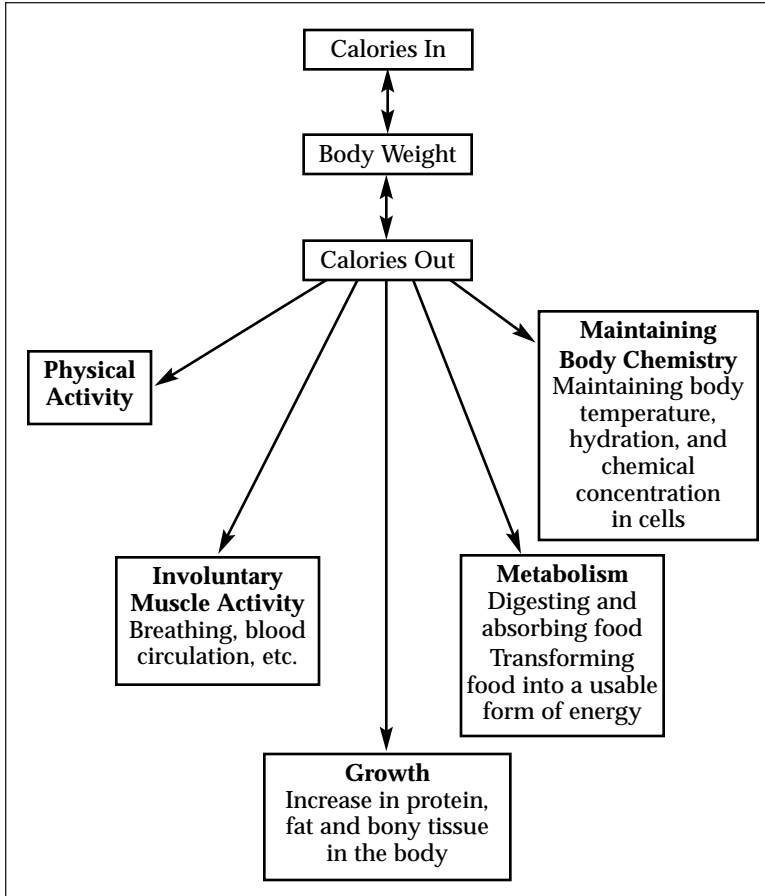 Calories In
Body Weight
Calories Out
Physical
Activity
Maintaining
Body Chemistry
Maintaining body
temperature,
hydration, and
chemical
concentration
in cells
Involuntary
Muscle Activity
Breathing, blood
circulation, etc.
Metabolism
Digesting and
absorbing food
Transforming
food into a usable
form of energy
Growth
Increase in protein,
fat and bony tissue
in the body